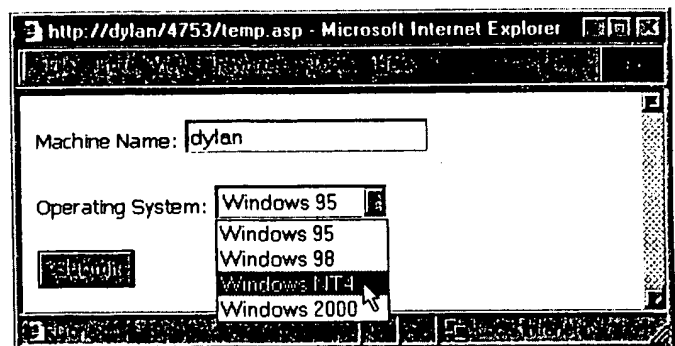 http://dylan/4753/temp.asp - Microsoft Internet Explorer
Machine Name: dylan
Operating System: Windows 95
Windows 95
Windows 98
Windows NT4
Windows 2000
Submit